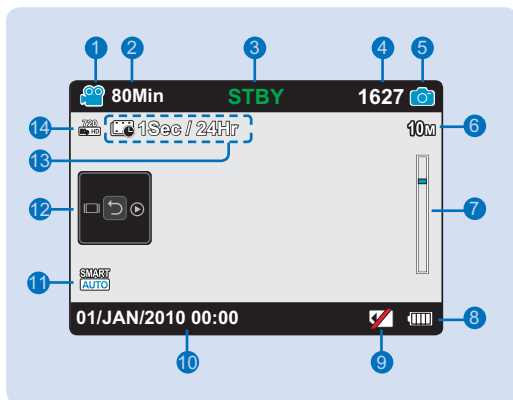 1 2 3 4 5
80Min STBY 1627
14 720 HD 1Sec / 24Hr 10M 6
13
12 7
11 SMART AUTO
01/JAN/2010 00:00 8
10 9